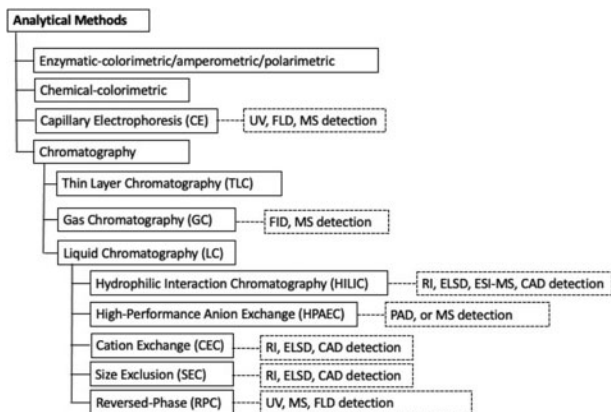 Analytical Methods
Enzymatic-colorimetric/amperometric/polarimetric
Chemical-colorimetric
Capillary Electrophoresis (CE) UV, FLD, MS detection
Chromatography
Thin Layer Chromatography (TLC)
Gas Chromatography (GC) FID, MS detection
Liquid Chromatography (LC)
Hydrophilic Interaction Chromatography (HILIC) RI, ELSD, ESI-MS, CAD detection
High-Performance Anion Exchange (HPAEC) PAD, or MS detection
Cation Exchange (CEC) RI, ELSD, CAD detection
Size Exclusion (SEC) RI, ELSD, CAD detection
Reversed-Phase (RPC) UV, MS, FLD detection